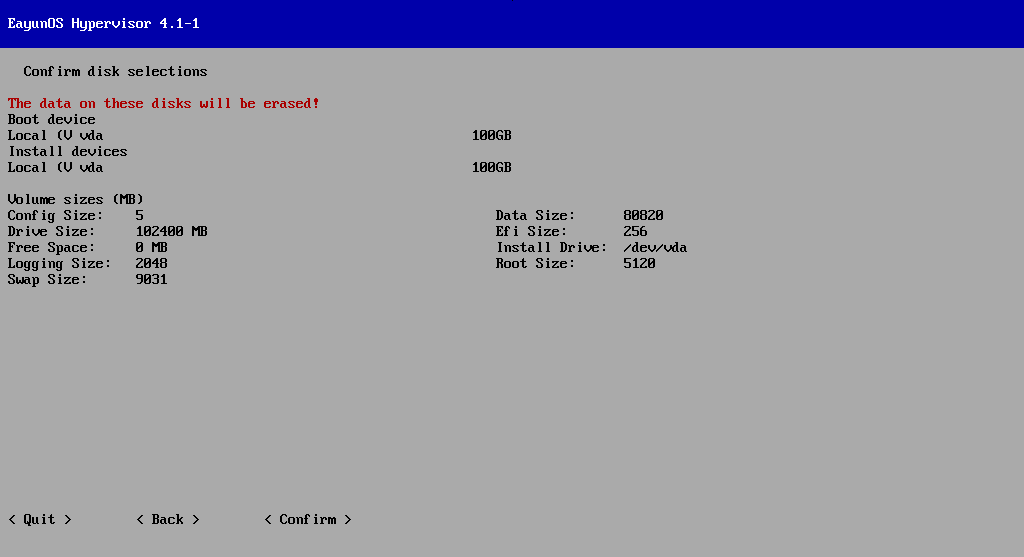 EayunOS Hypervisor 4.1-1
Confirm disk selections
The data on these disks will be erased!
Boot device
Local (V vda 100GB
Install devices
Local (V vda 100GB
Volume sizes (MB)
Config Size: 5 Data Size: 80820
Drive Size: 102400 MB Efi Size: 256
Free Space: 0 MB Install Drive: /dev/vda
Logging Size: 2048 Root Size: 5120
Swap Size: 9031
< Quit > < Back > < Confirm >